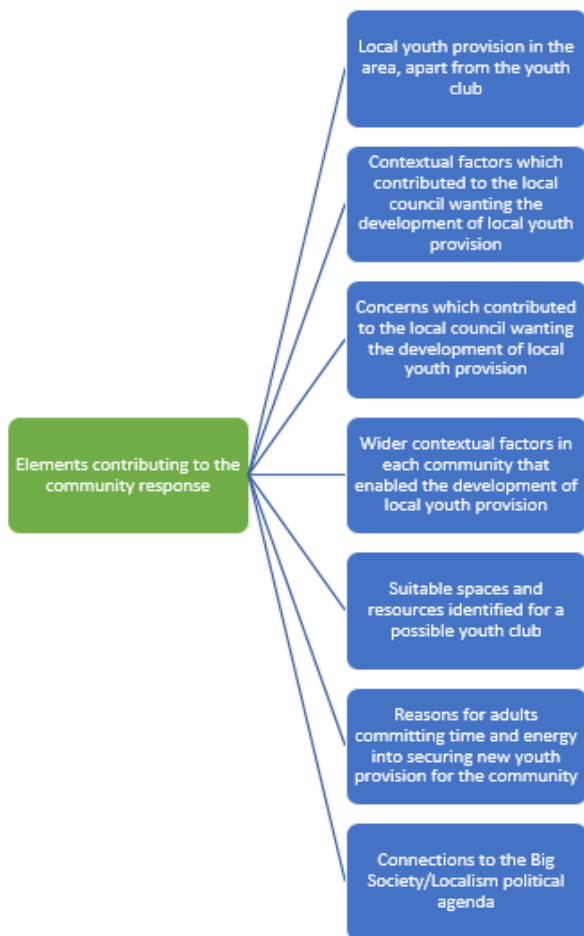 Local youth provision in the
area, apart from the youth
club
Contextual factors which
contributed to the local
council wanting the
development of local youth
provision
Concerns which contributed
to the local council wanting
the development of local
youth provision
Elements contributing to the
community response
Wider contextual factors in
each community that
enabled the development of
local youth provision
Suitable spaces and
resources identified for a
possible youth club
Reasons for adults
committing time and energy
into securing new youth
provision for the community
Connections to the Big
Society/Localism political
agenda